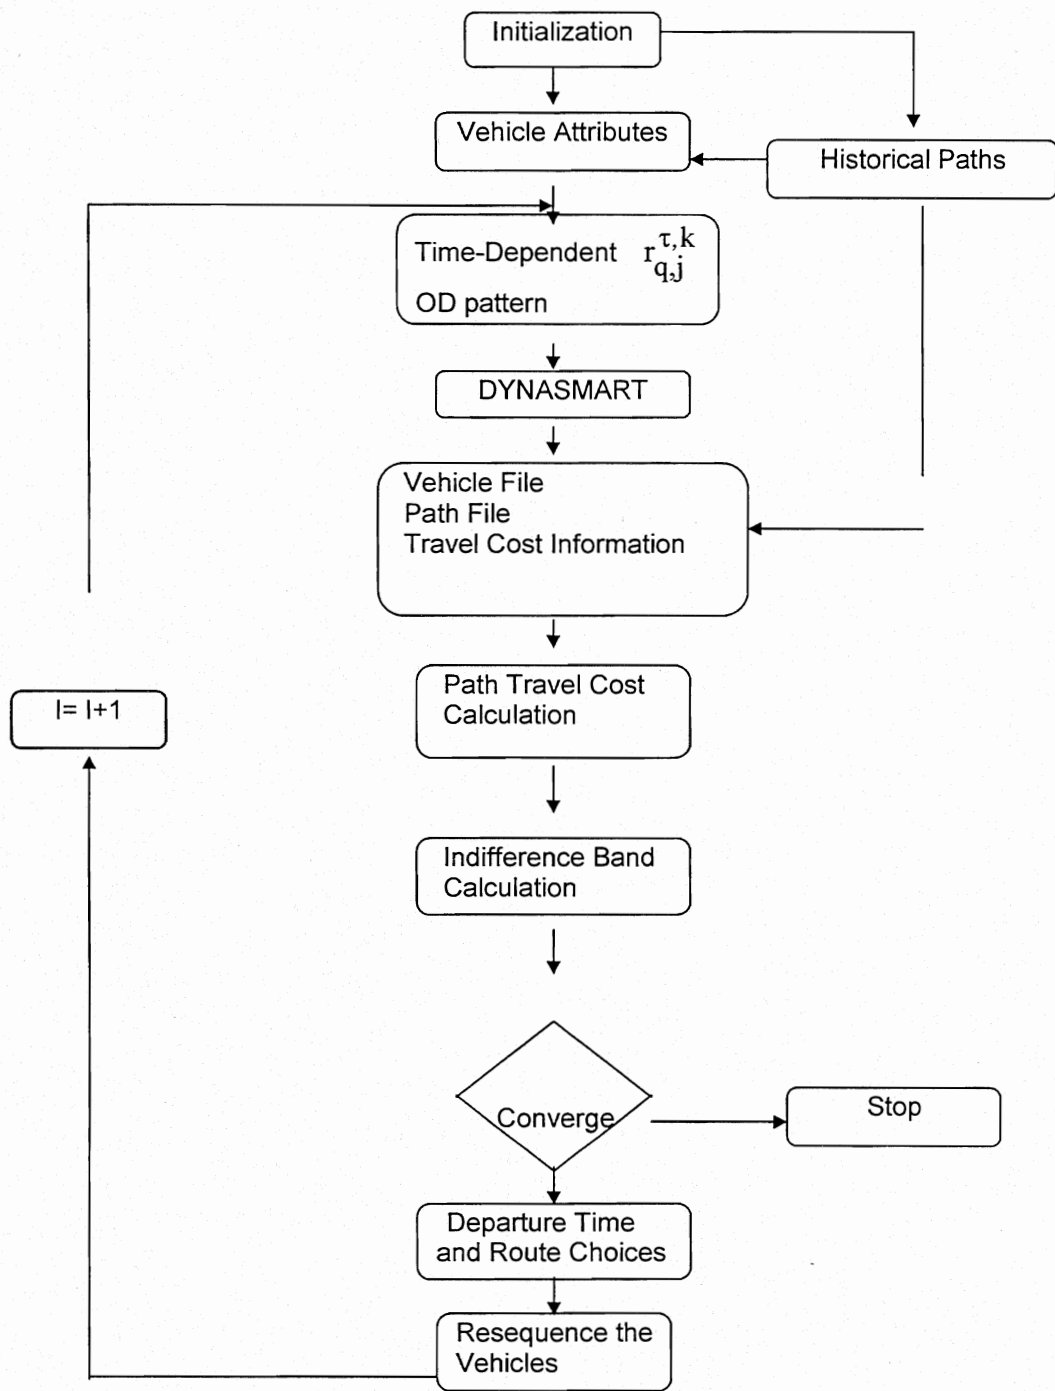 Initialization
Vehicle Attributes
Historical Paths
Time-Dependent r_{q,j}^{τ,k}
OD pattern
DYNASMART
Vehicle File
Path File
Travel Cost Information
Path Travel Cost
Calculation
I= I+1
Indifference Band
Calculation
Converge
Stop
Departure Time
and Route Choices
Resequence the
Vehicles